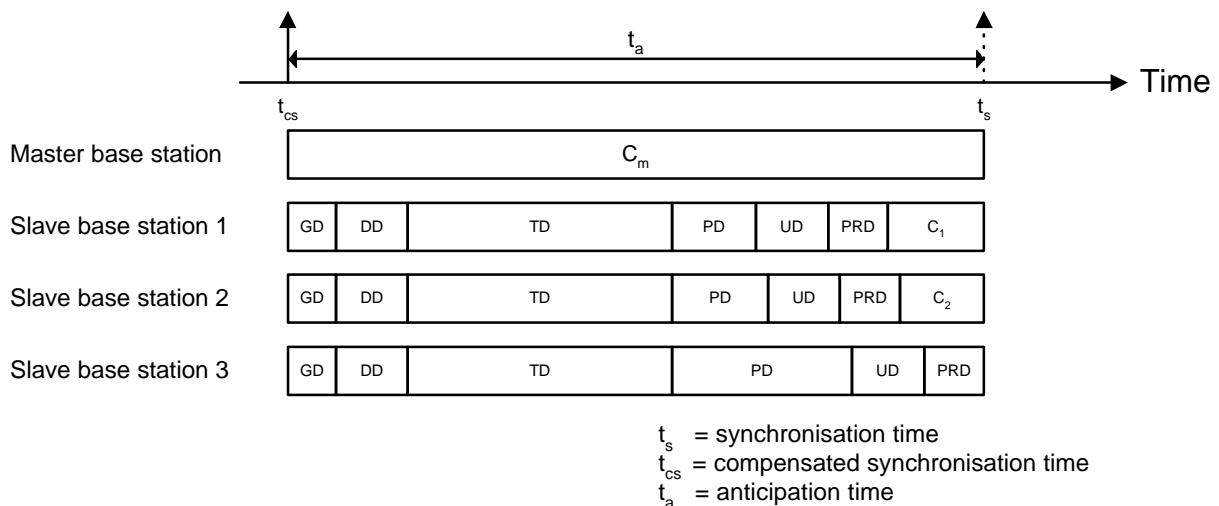 t_a
Time
t_cs t_s
Master base station C_m
Slave base station 1 GD DD TD PD UD PRD C_1
Slave base station 2 GD DD TD PD UD PRD C_2
Slave base station 3 GD DD TD PD UD PRD
t_s = synchronisation time
t_cs = compensated synchronisation time
t_a = anticipation time